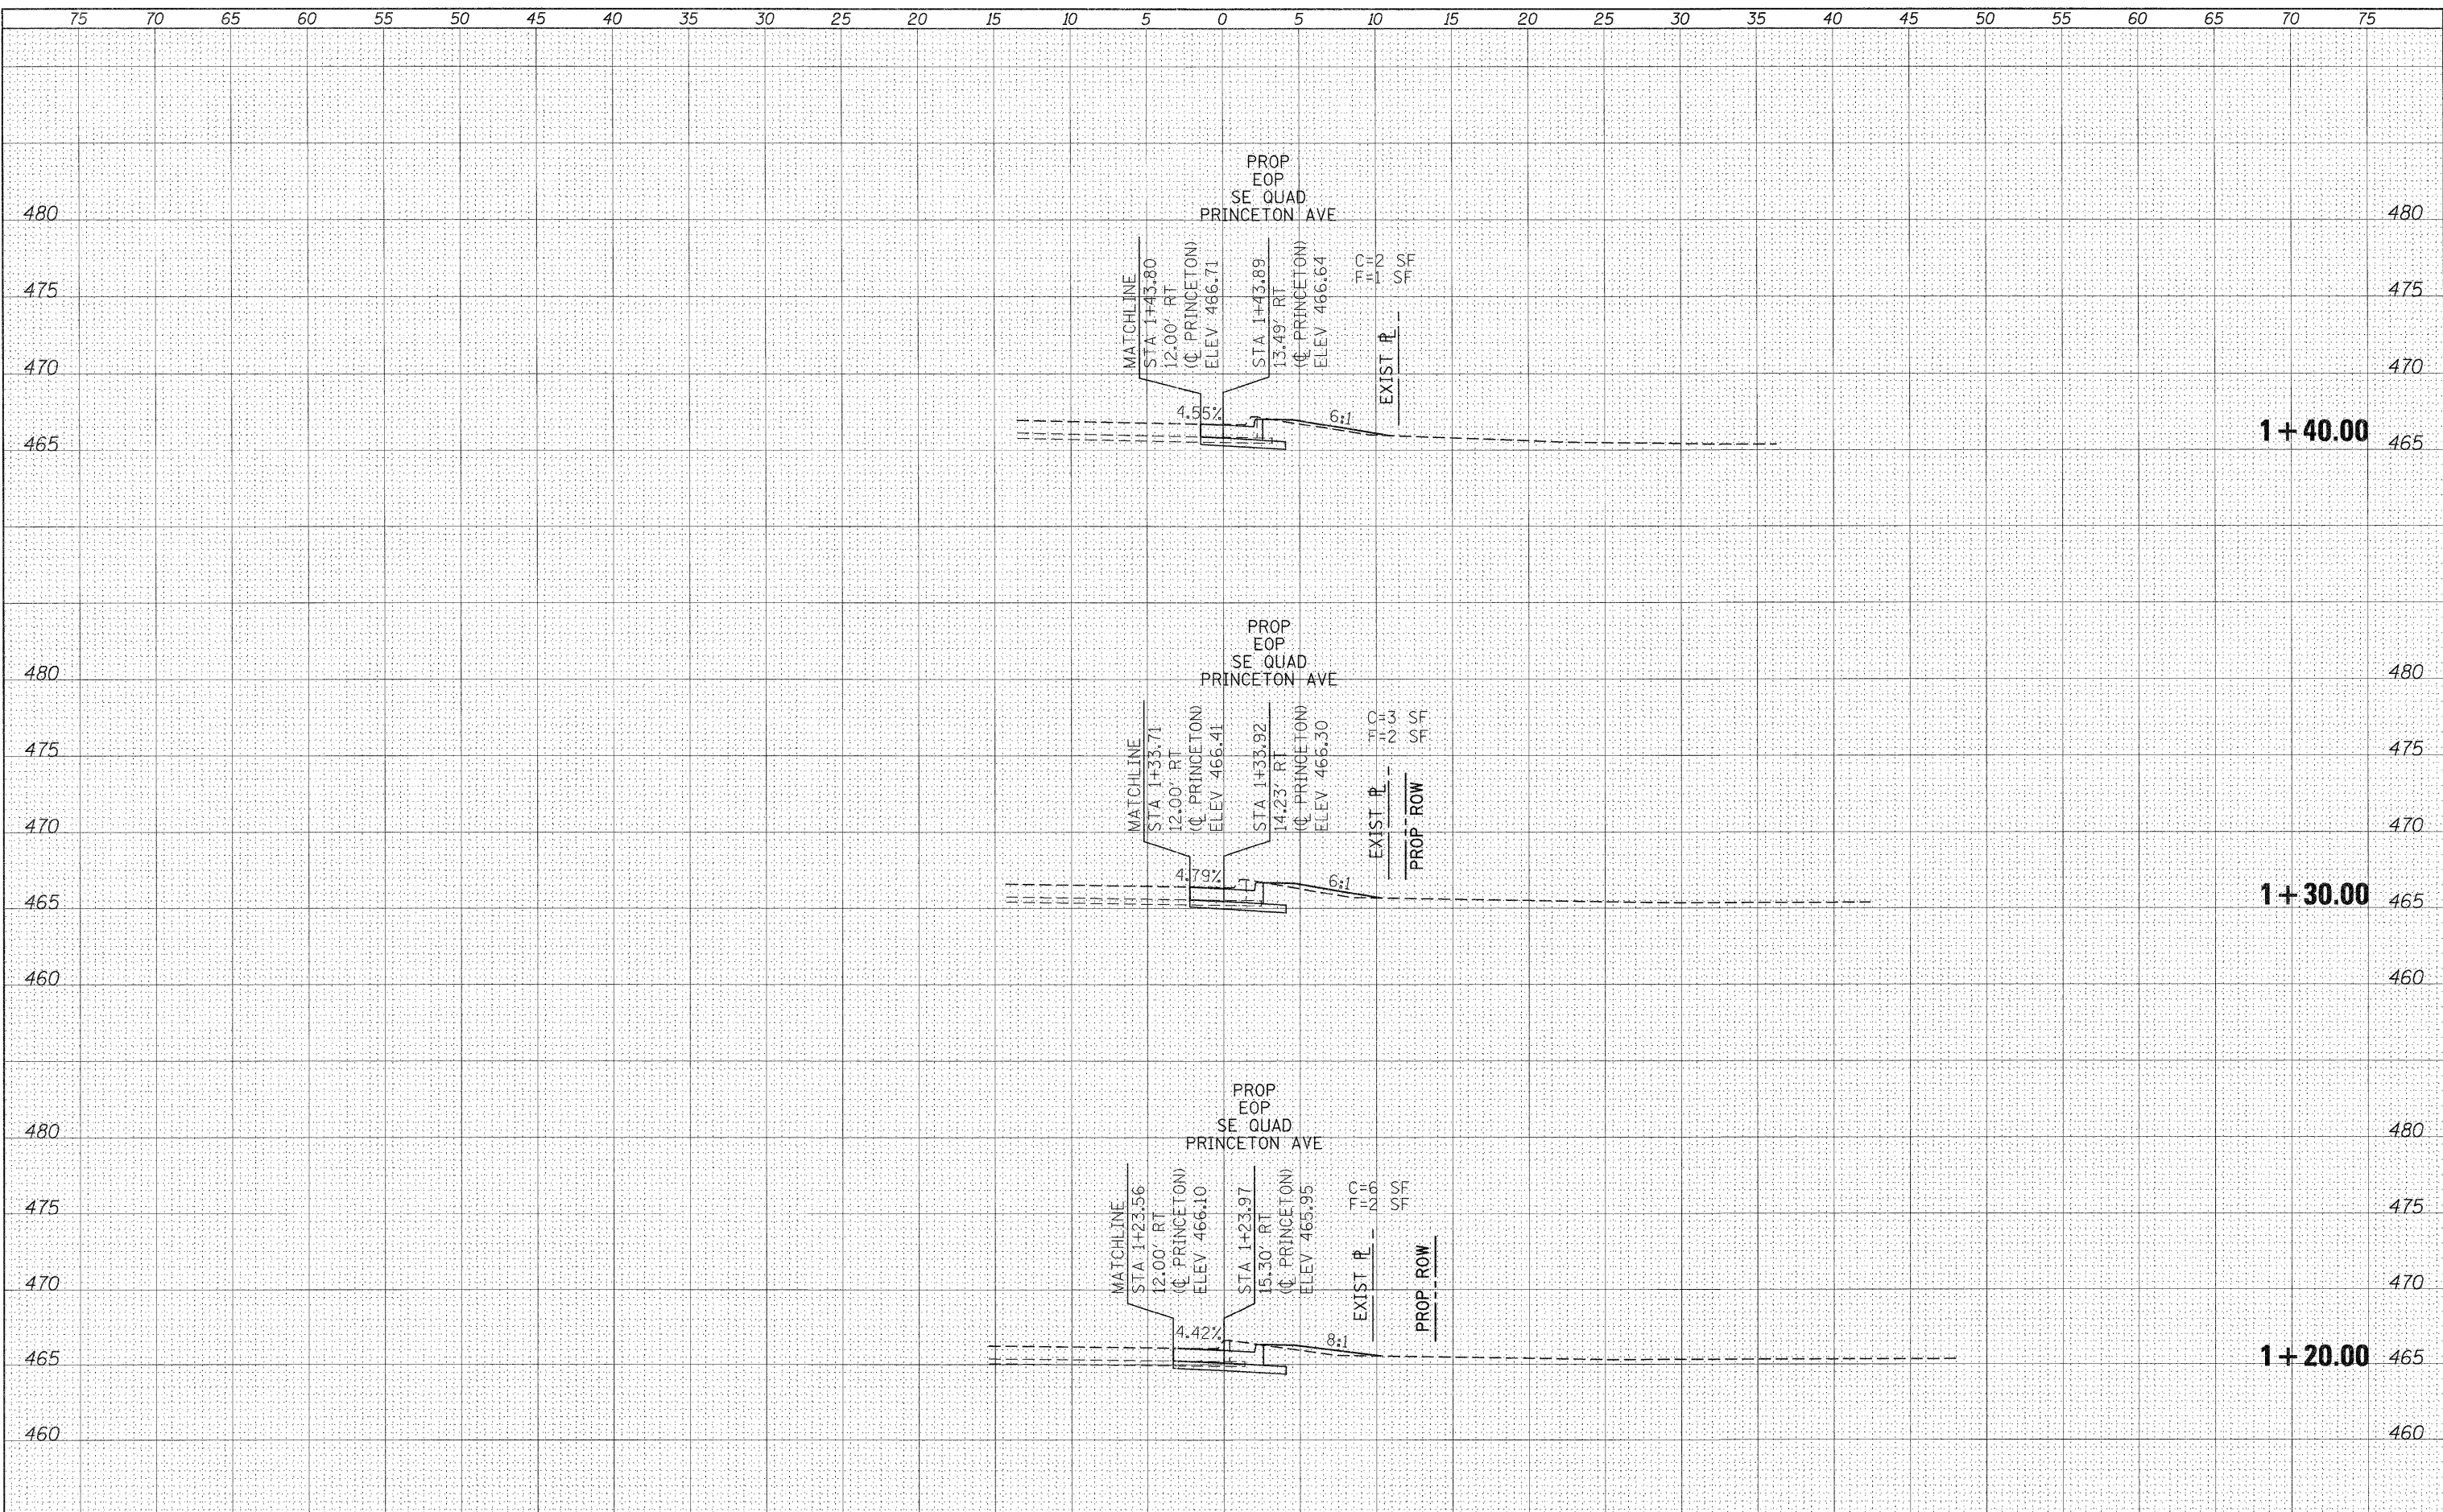 75 70 65 60 55 50 45 40 35 30 25 20 15 10 5 0 5 10 15 20 25 30 35 40 45 50 55 60 65 70 75
PROP
EOP
SE QUAD
PRINCETON AVE
480 480
MATCHLINE
STA 1+43.80
12.00' RT
(℄ PRINCETON)
ELEV 466.71
STA 1+43.89
13.49' RT
(℄ PRINCETON)
ELEV 466.64
C=2 SF
F=1 SF
475 475
EXIST ⅊
470 470
4.55%
6:1
1+40.00
465 465
PROP
EOP
SE QUAD
PRINCETON AVE
480 480
MATCHLINE
STA 1+33.71
12.00' RT
(℄ PRINCETON)
ELEV 466.41
STA 1+33.92
14.23' RT
(℄ PRINCETON)
ELEV 466.30
C=3 SF
F=2 SF
475 475
EXIST ⅊
PROP ROW
470 470
4.79%
6:1
1+30.00
465 465
460 460
PROP
EOP
SE QUAD
PRINCETON AVE
480 480
MATCHLINE
STA 1+23.56
12.00' RT
(℄ PRINCETON)
ELEV 466.10
STA 1+23.97
15.30' RT
(℄ PRINCETON)
ELEV 465.95
C=6 SF
F=2 SF
475 475
EXIST ⅊
PROP ROW
470 470
4.42%
8:1
1+20.00
465 465
460 460